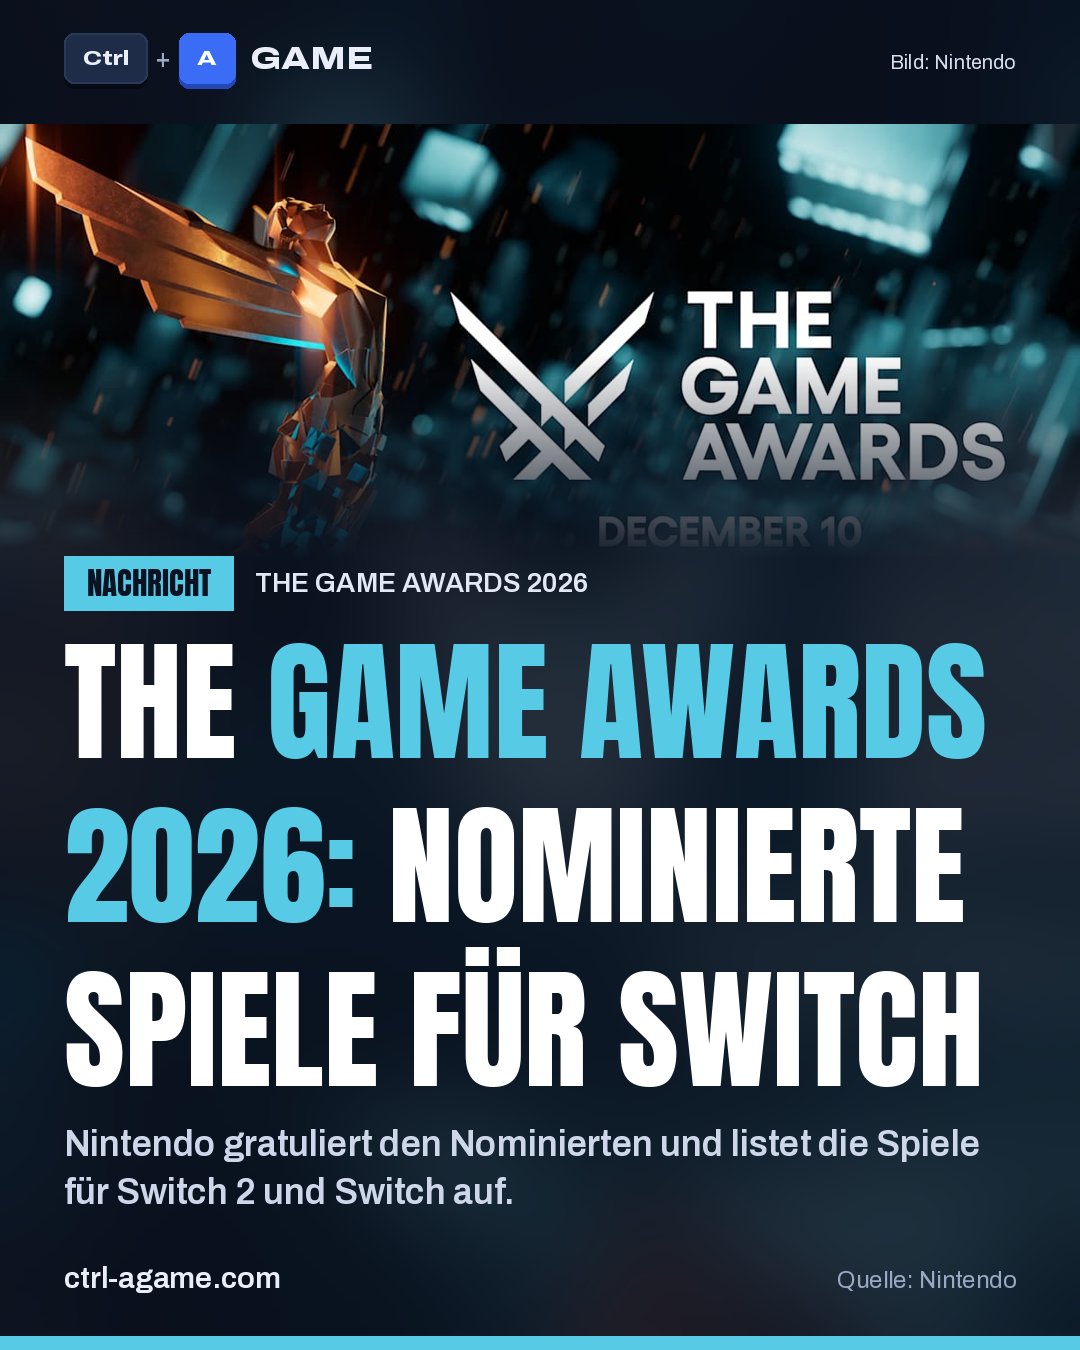 Ctrl + A GAME
Bild: Nintendo
THE
GAME
AWARDS
DECEMBER 10
NACHRICHT THE GAME AWARDS 2026
THE GAME AWARDS
2026: NOMINIERTE
SPIELE FÜR SWITCH
Nintendo gratuliert den Nominierten und listet die Spiele
für Switch 2 und Switch auf.
ctrl-agame.com
Quelle: Nintendo